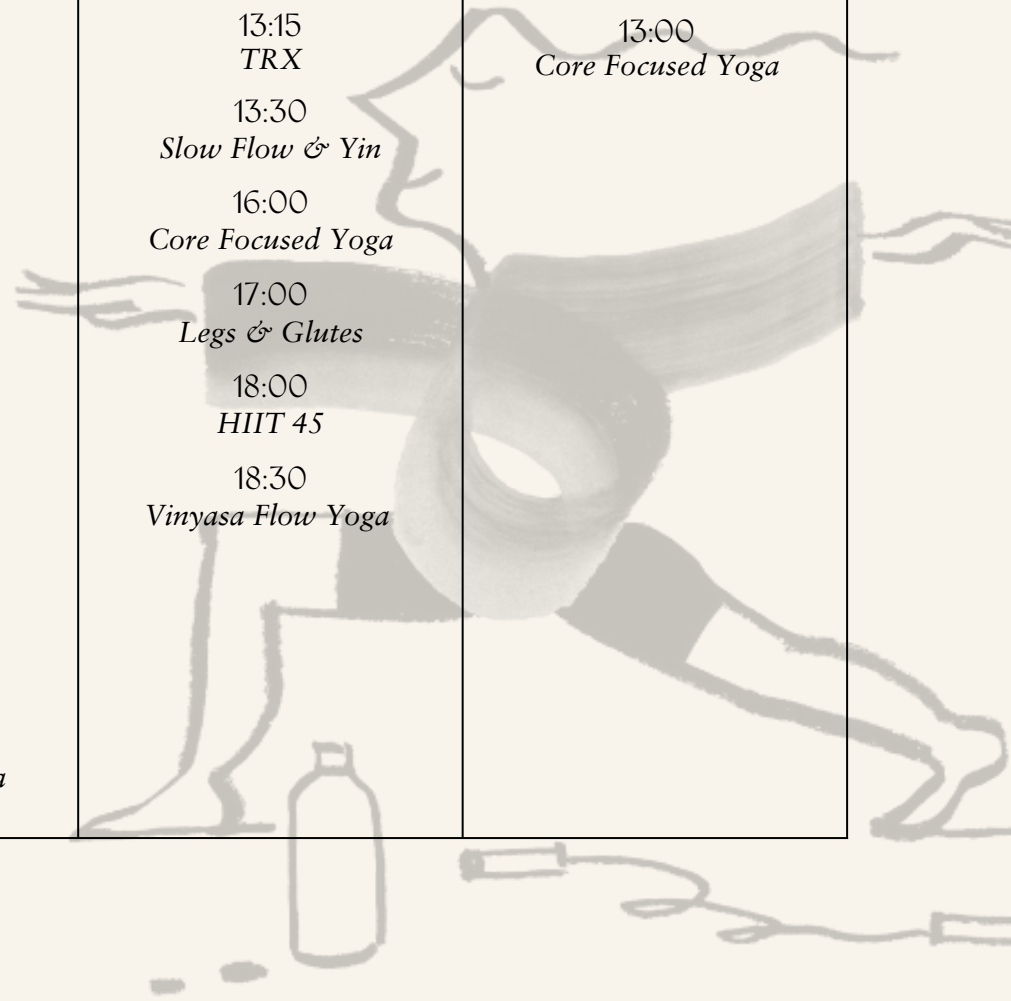 13:15
TRX
13:30
Slow Flow & Yin
16:00
Core Focused Yoga
17:00
Legs & Glutes
18:00
HIIT 45
18:30
Vinyasa Flow Yoga
13:00
Core Focused Yoga
a